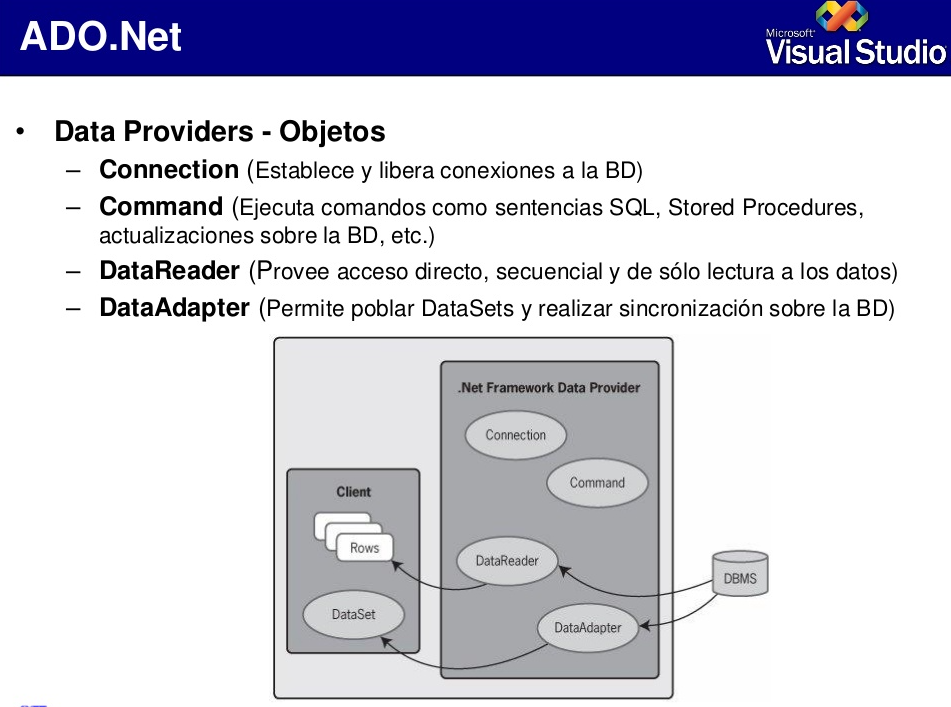 ADO.Net
Microsoft®
Visual Studio
• Data Providers - Objetos
– Connection (Establece y libera conexiones a la BD)
– Command (Ejecuta comandos como sentencias SQL, Stored Procedures,
actualizaciones sobre la BD, etc.)
– DataReader (Provee acceso directo, secuencial y de sólo lectura a los datos)
– DataAdapter (Permite poblar DataSets y realizar sincronización sobre la BD)
.Net Framework Data Provider
Connection
Command
Client
Rows
DataReader
DBMS
DataSet
DataAdapter